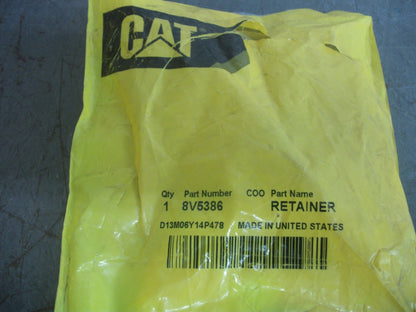 CAT
Qty Part Number COO Part Name
1 8V5386 RETAINER
D13M06Y14P478 MADE IN UNITED STATES